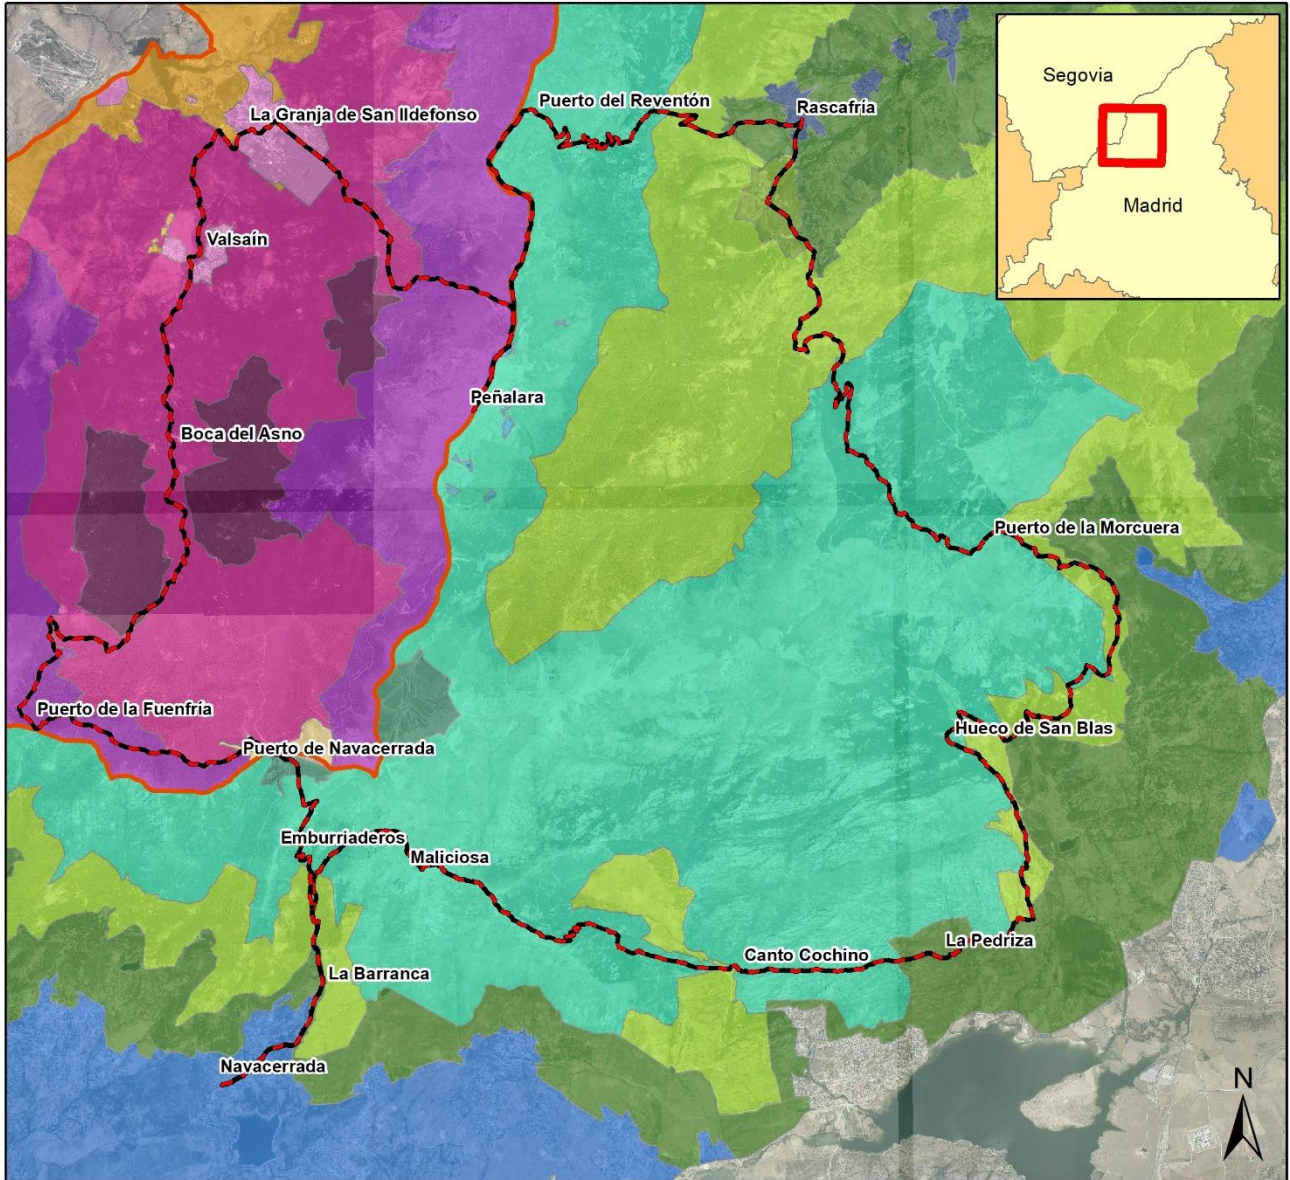 Segovia
Madrid
Puerto del Reventón
Rascafría
La Granja de San Ildefonso
Valsaín
Peñalara
Boca del Asno
Puerto de la Morcuera
Puerto de la Fuenfría
Hueco de San Blas
Puerto de Navacerrada
Emburriaderos
Maliciosa
La Pedriza
Canto Cochino
La Barranca
Navacerrada
N